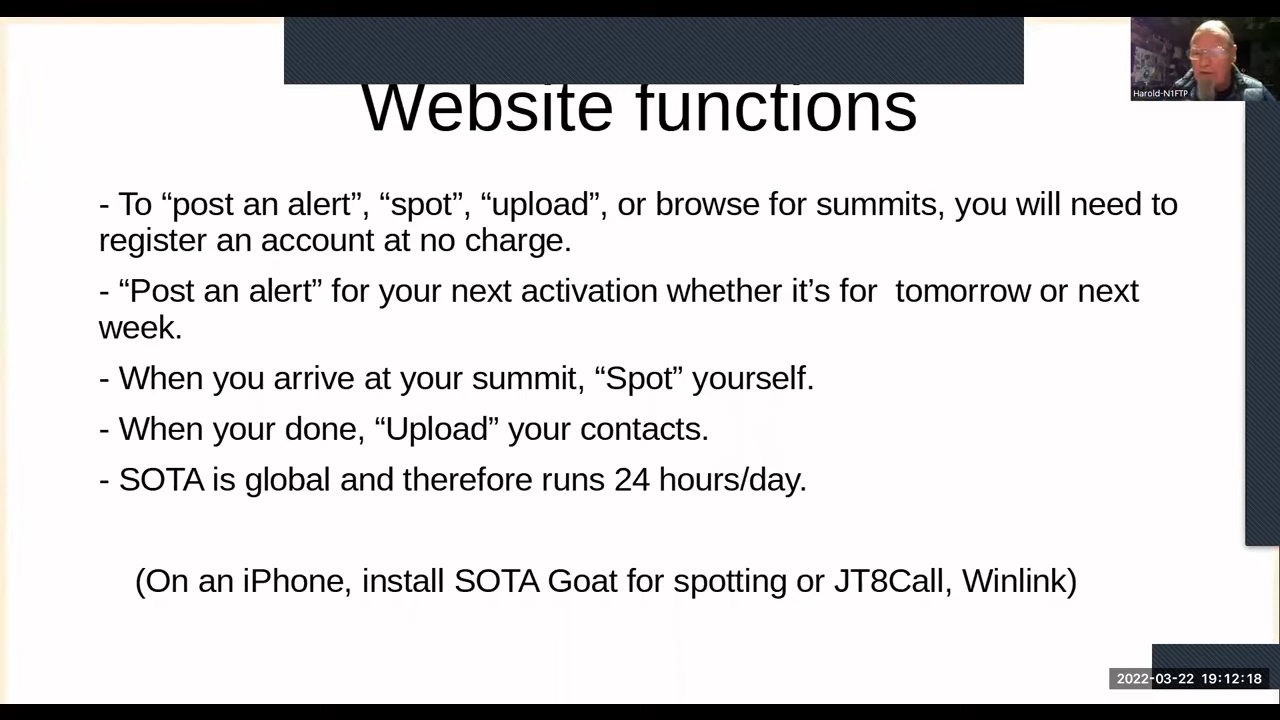 Website functions
Harold-N1FTP
- To “post an alert”, “spot”, “upload”, or browse for summits, you will need to
register an account at no charge.
- “Post an alert” for your next activation whether it’s for  tomorrow or next
week.
- When you arrive at your summit, “Spot” yourself.
- When your done, “Upload” your contacts.
- SOTA is global and therefore runs 24 hours/day.
(On an iPhone, install SOTA Goat for spotting or JT8Call, Winlink)
2022-03-22 19:12:18